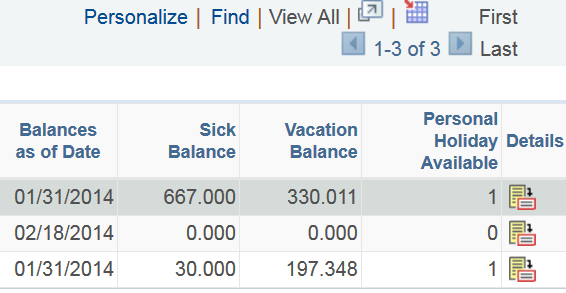 Personalize | Find | View All | | First
1-3 of 3 Last
Balances as of Date Sick Balance Vacation Balance Personal Holiday Available Details
01/31/2014 667.000 330.011 1
02/18/2014 0.000 0.000 0
01/31/2014 30.000 197.348 1